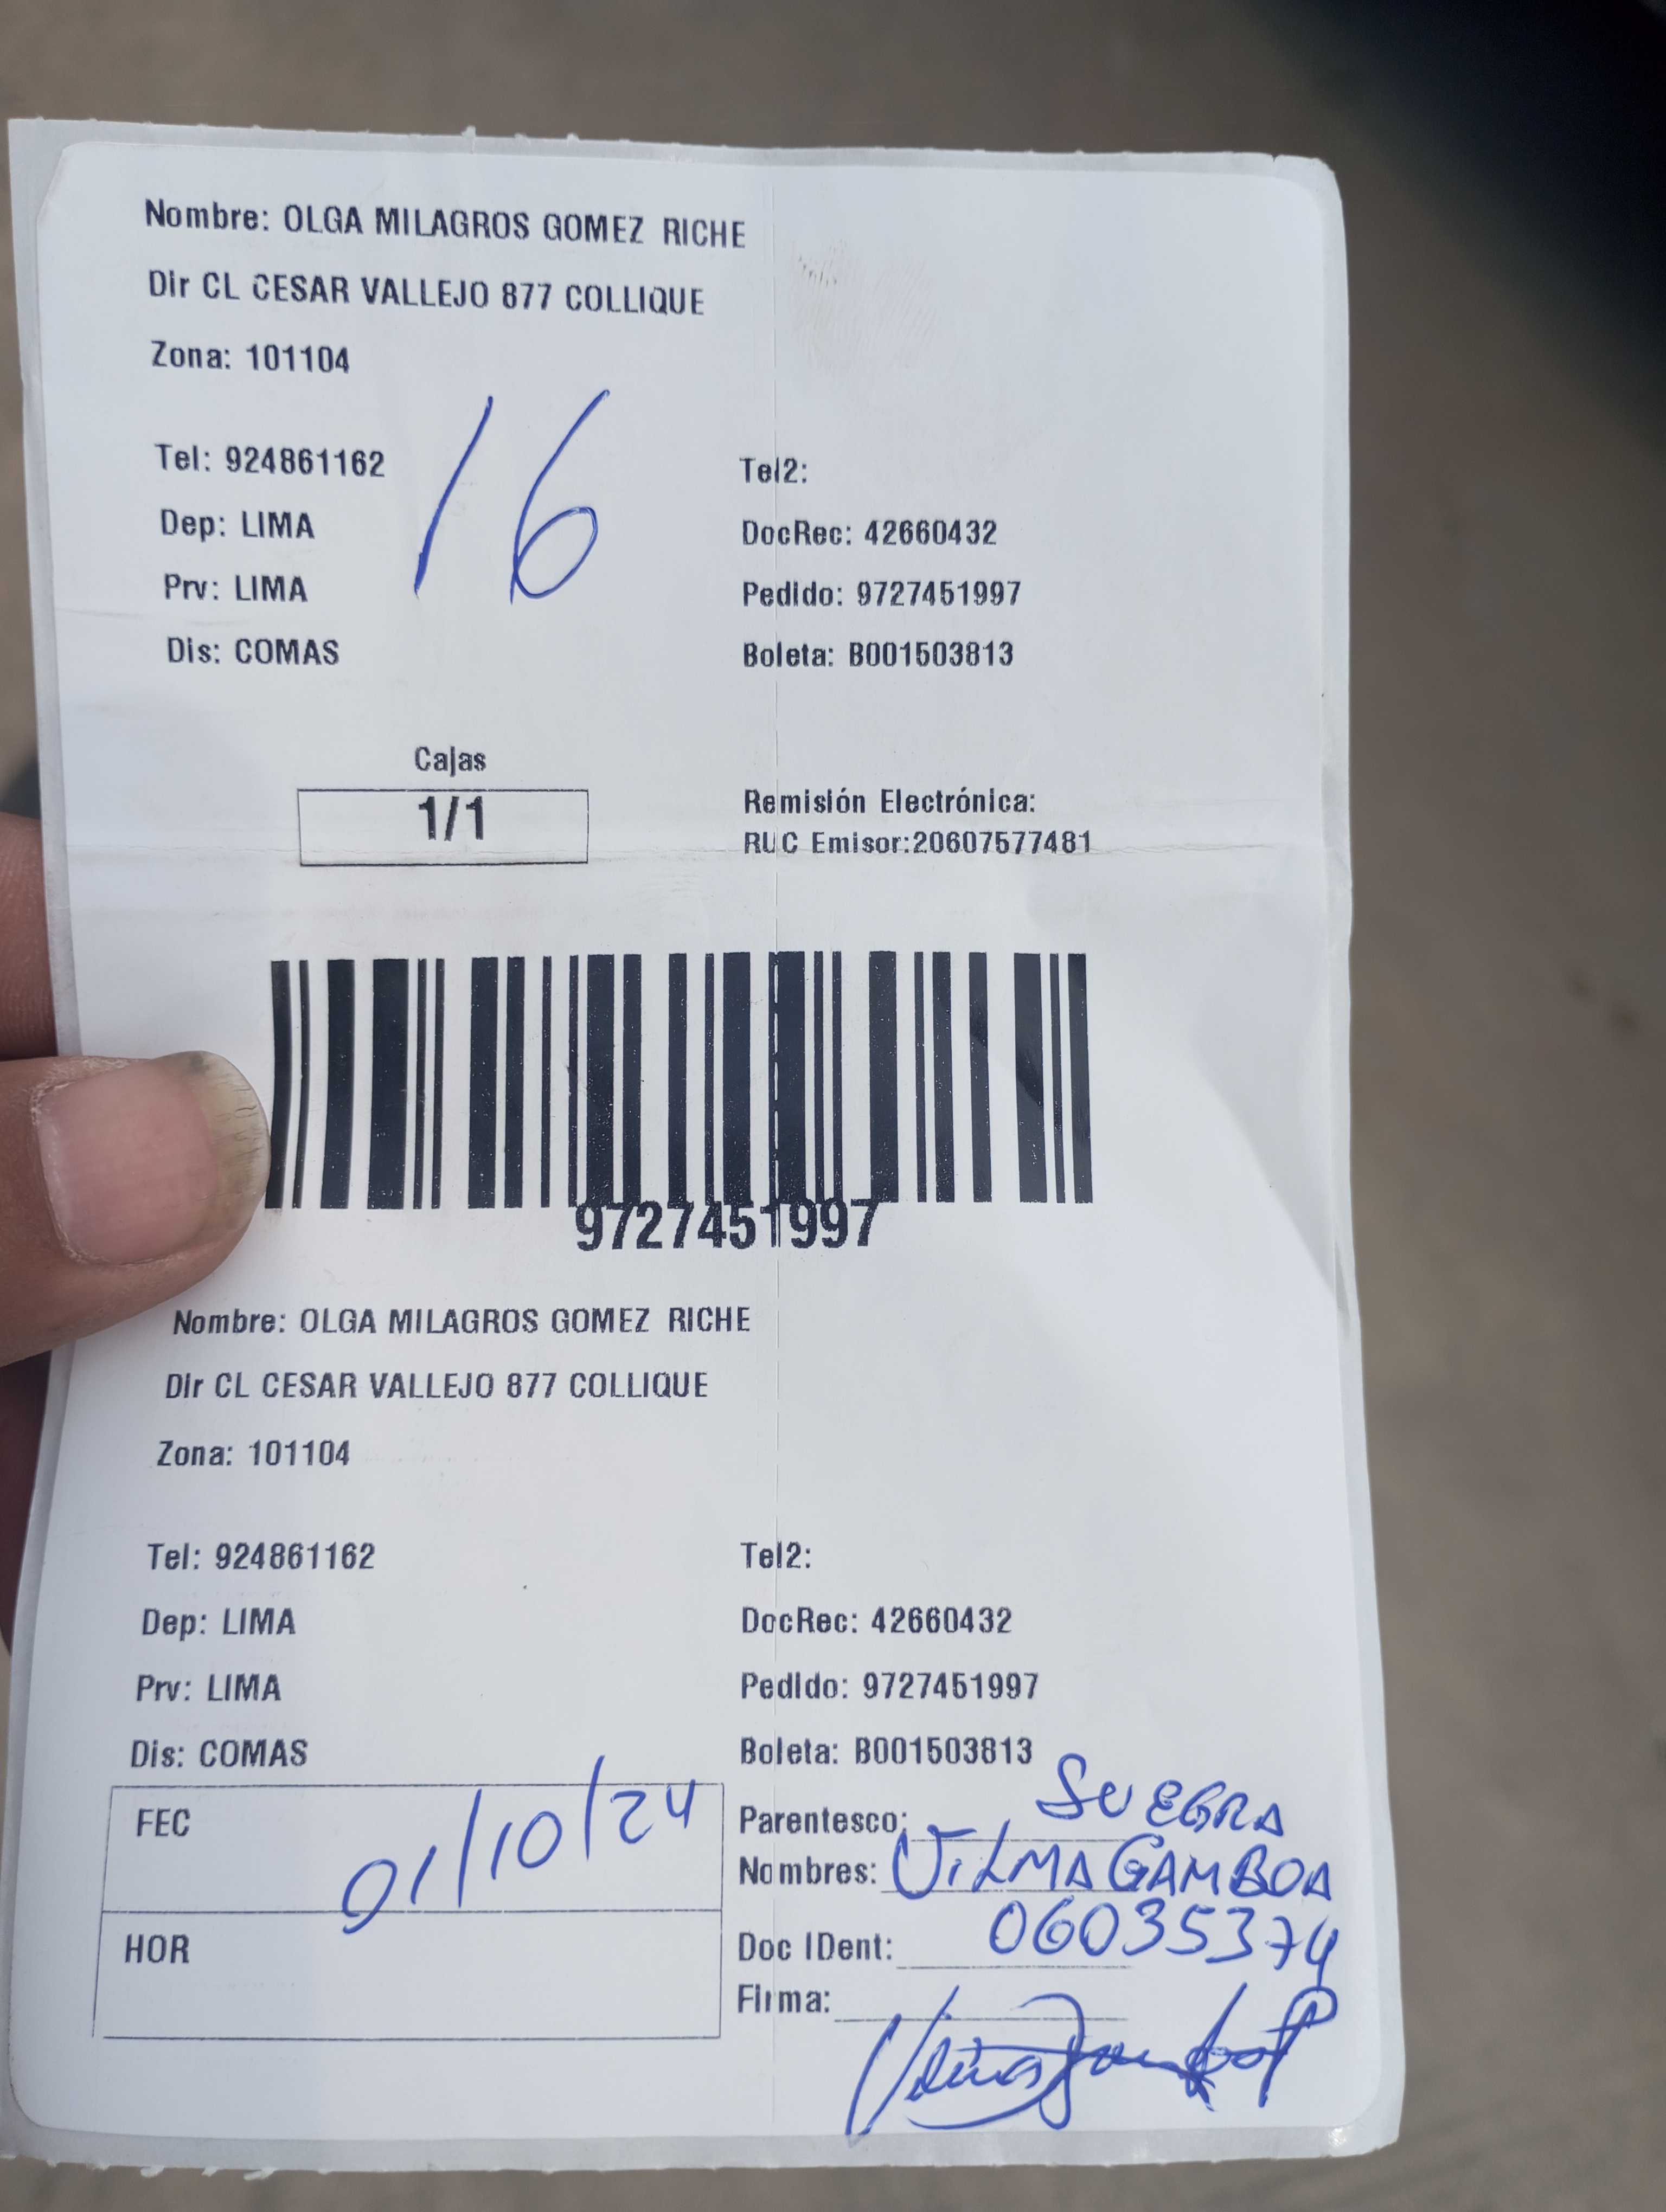 Nombre: OLGA MILAGROS GOMEZ RICHE
Dir CL CESAR VALLEJO 877 COLLIQUE
Zona: 101104
16
Tel: 924861162
Tel2:
Dep: LIMA
DocRec: 42660432
Prv: LIMA
Pedido: 9727451997
Dis: COMAS
Boleta: B001503813
Cajas
1/1
Remisión Electrónica:
RUC Emisor:20607577481
9727451997
Nombre: OLGA MILAGROS GOMEZ RICHE
Dir CL CESAR VALLEJO 877 COLLIQUE
Zona: 101104
Tel: 924861162
Tel2:
Dep: LIMA
DocRec: 42660432
Prv: LIMA
Pedido: 9727451997
Dis: COMAS
Boleta: B001503813
FEC 01/10/24
HOR
Parentesco: SUEGRA
Nombres: VILMA GAMBOA
Doc IDent: 06035374
Firma: